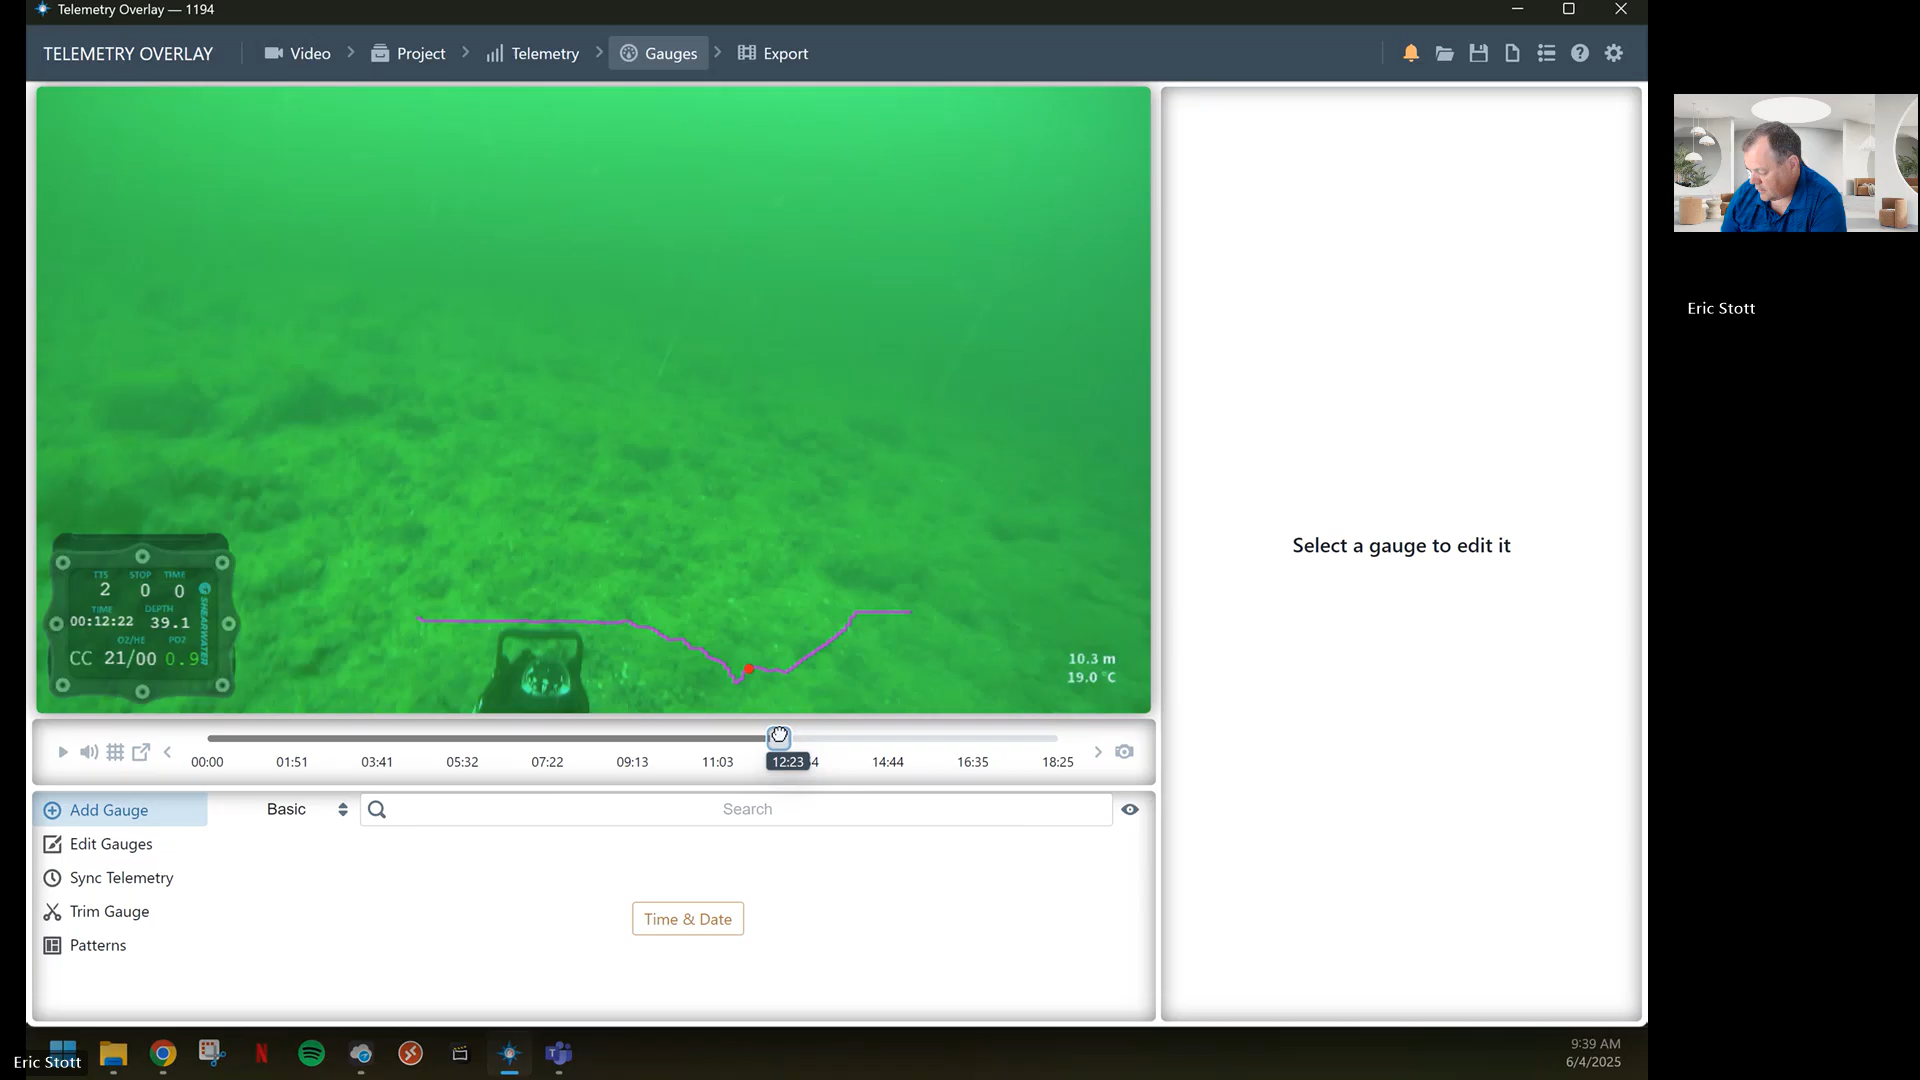 Telemetry Overlay — 1194
TELEMETRY OVERLAY
Video
Project
Telemetry
Gauges
Export
TTS STOP TIME
2 0 0
TIME DEPTH
00:12:22 39.1
O2/HE PO2
CC 21/00 0.9
SHEARWATER
10.3 m
19.0 °C
Select a gauge to edit it
00:00 01:51 03:41 05:32 07:22 09:13 11:03 12:23 4 14:44 16:35 18:25
Add Gauge
Basic
Search
Edit Gauges
Sync Telemetry
Trim Gauge
Patterns
Time & Date
Eric Stott
Eric Stott
9:39 AM
6/4/2025